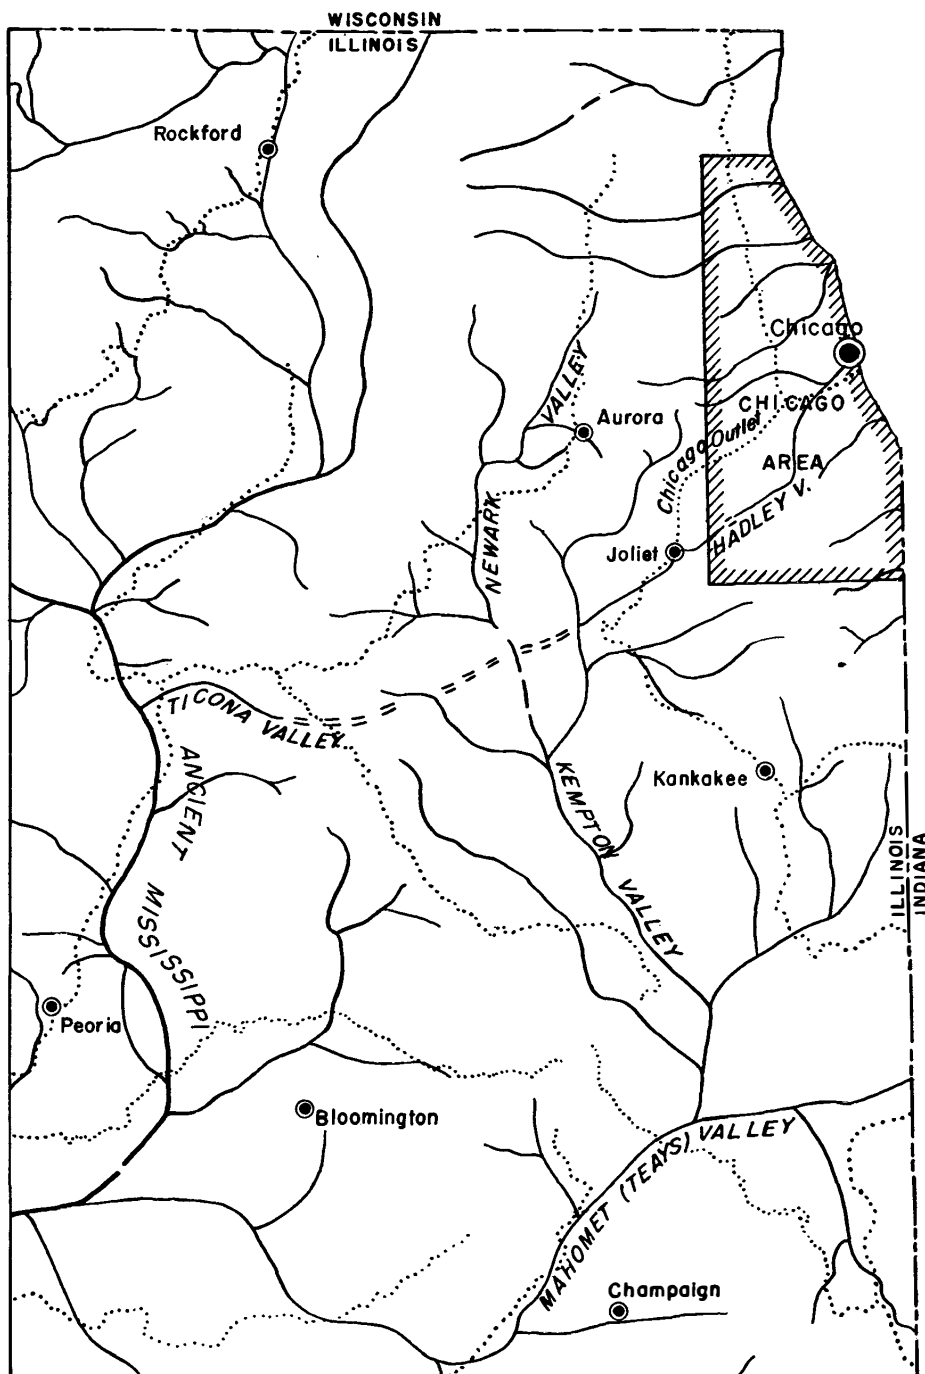 WISCONSIN
ILLINOIS
Rockford
Chicago
VALLEY
Aurora
CHICAGO
Chicago Outlet
AREA
HADLEY V.
NEWARK
Joliet
TICONA VALLEY
ANCIENT
MISSISSIPPI
KEMPTON VALLEY
Kankakee
ILLINOIS
INDIANA
Peoria
Bloomington
MAHOMET (TEAYS) VALLEY
Champaign